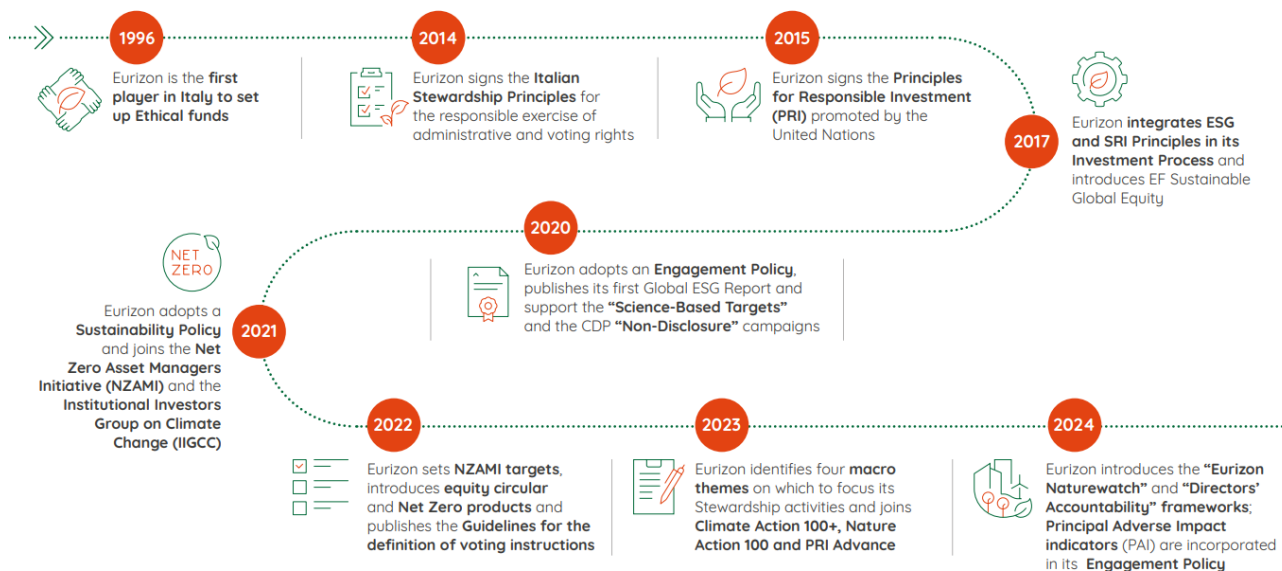 1996
Eurizon is the first
player in Italy to set
up Ethical funds
2014
Eurizon signs the Italian
Stewardship Principles for
the responsible exercise of
administrative and voting rights
2015
Eurizon signs the Principles
for Responsible Investment
(PRI) promoted by the
United Nations
2017
Eurizon integrates ESG
and SRI Principles in its
Investment Process and
introduces EF Sustainable
Global Equity
2020
Eurizon adopts an Engagement Policy,
publishes its first Global ESG Report and
support the “Science-Based Targets”
and the CDP “Non-Disclosure” campaigns
NET
ZERO
2021
Eurizon adopts a
Sustainability Policy
and joins the Net
Zero Asset Managers
Initiative (NZAMI) and the
Institutional Investors
Group on Climate
Change (IIGCC)
2022
Eurizon sets NZAMI targets,
introduces equity circular
and Net Zero products and
publishes the Guidelines for the
definition of voting instructions
2023
Eurizon identifies four macro
themes on which to focus its
Stewardship activities and joins
Climate Action 100+, Nature
Action 100 and PRI Advance
2024
Eurizon introduces the “Eurizon
Naturewatch” and “Directors’
Accountability” frameworks;
Principal Adverse Impact
indicators (PAI) are incorporated
in its Engagement Policy